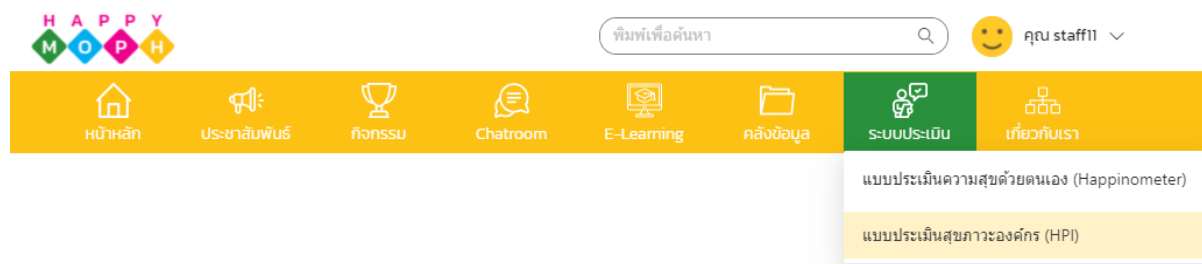 HAPPY
MOPH
พิมพ์เพื่อค้นหา
คุณ staff11
หน้าหลัก
ประชาสัมพันธ์
กิจกรรม
Chatroom
E-Learning
คลังข้อมูล
ระบบประเมิน
เกี่ยวกับเรา
แบบประเมินความสุขด้วยตนเอง (Happinometer)
แบบประเมินสุขภาวะองค์กร (HPI)